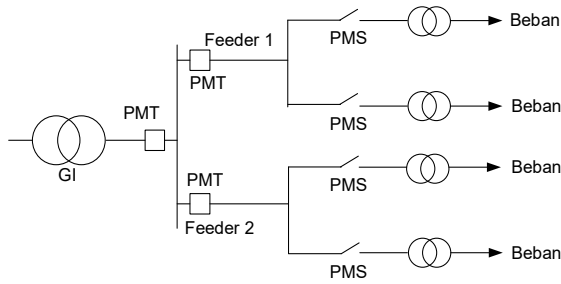 Feeder 1
PMS
Beban
PMT
PMS
Beban
PMT
GI
PMT
Feeder 2
PMS
Beban
PMS
Beban